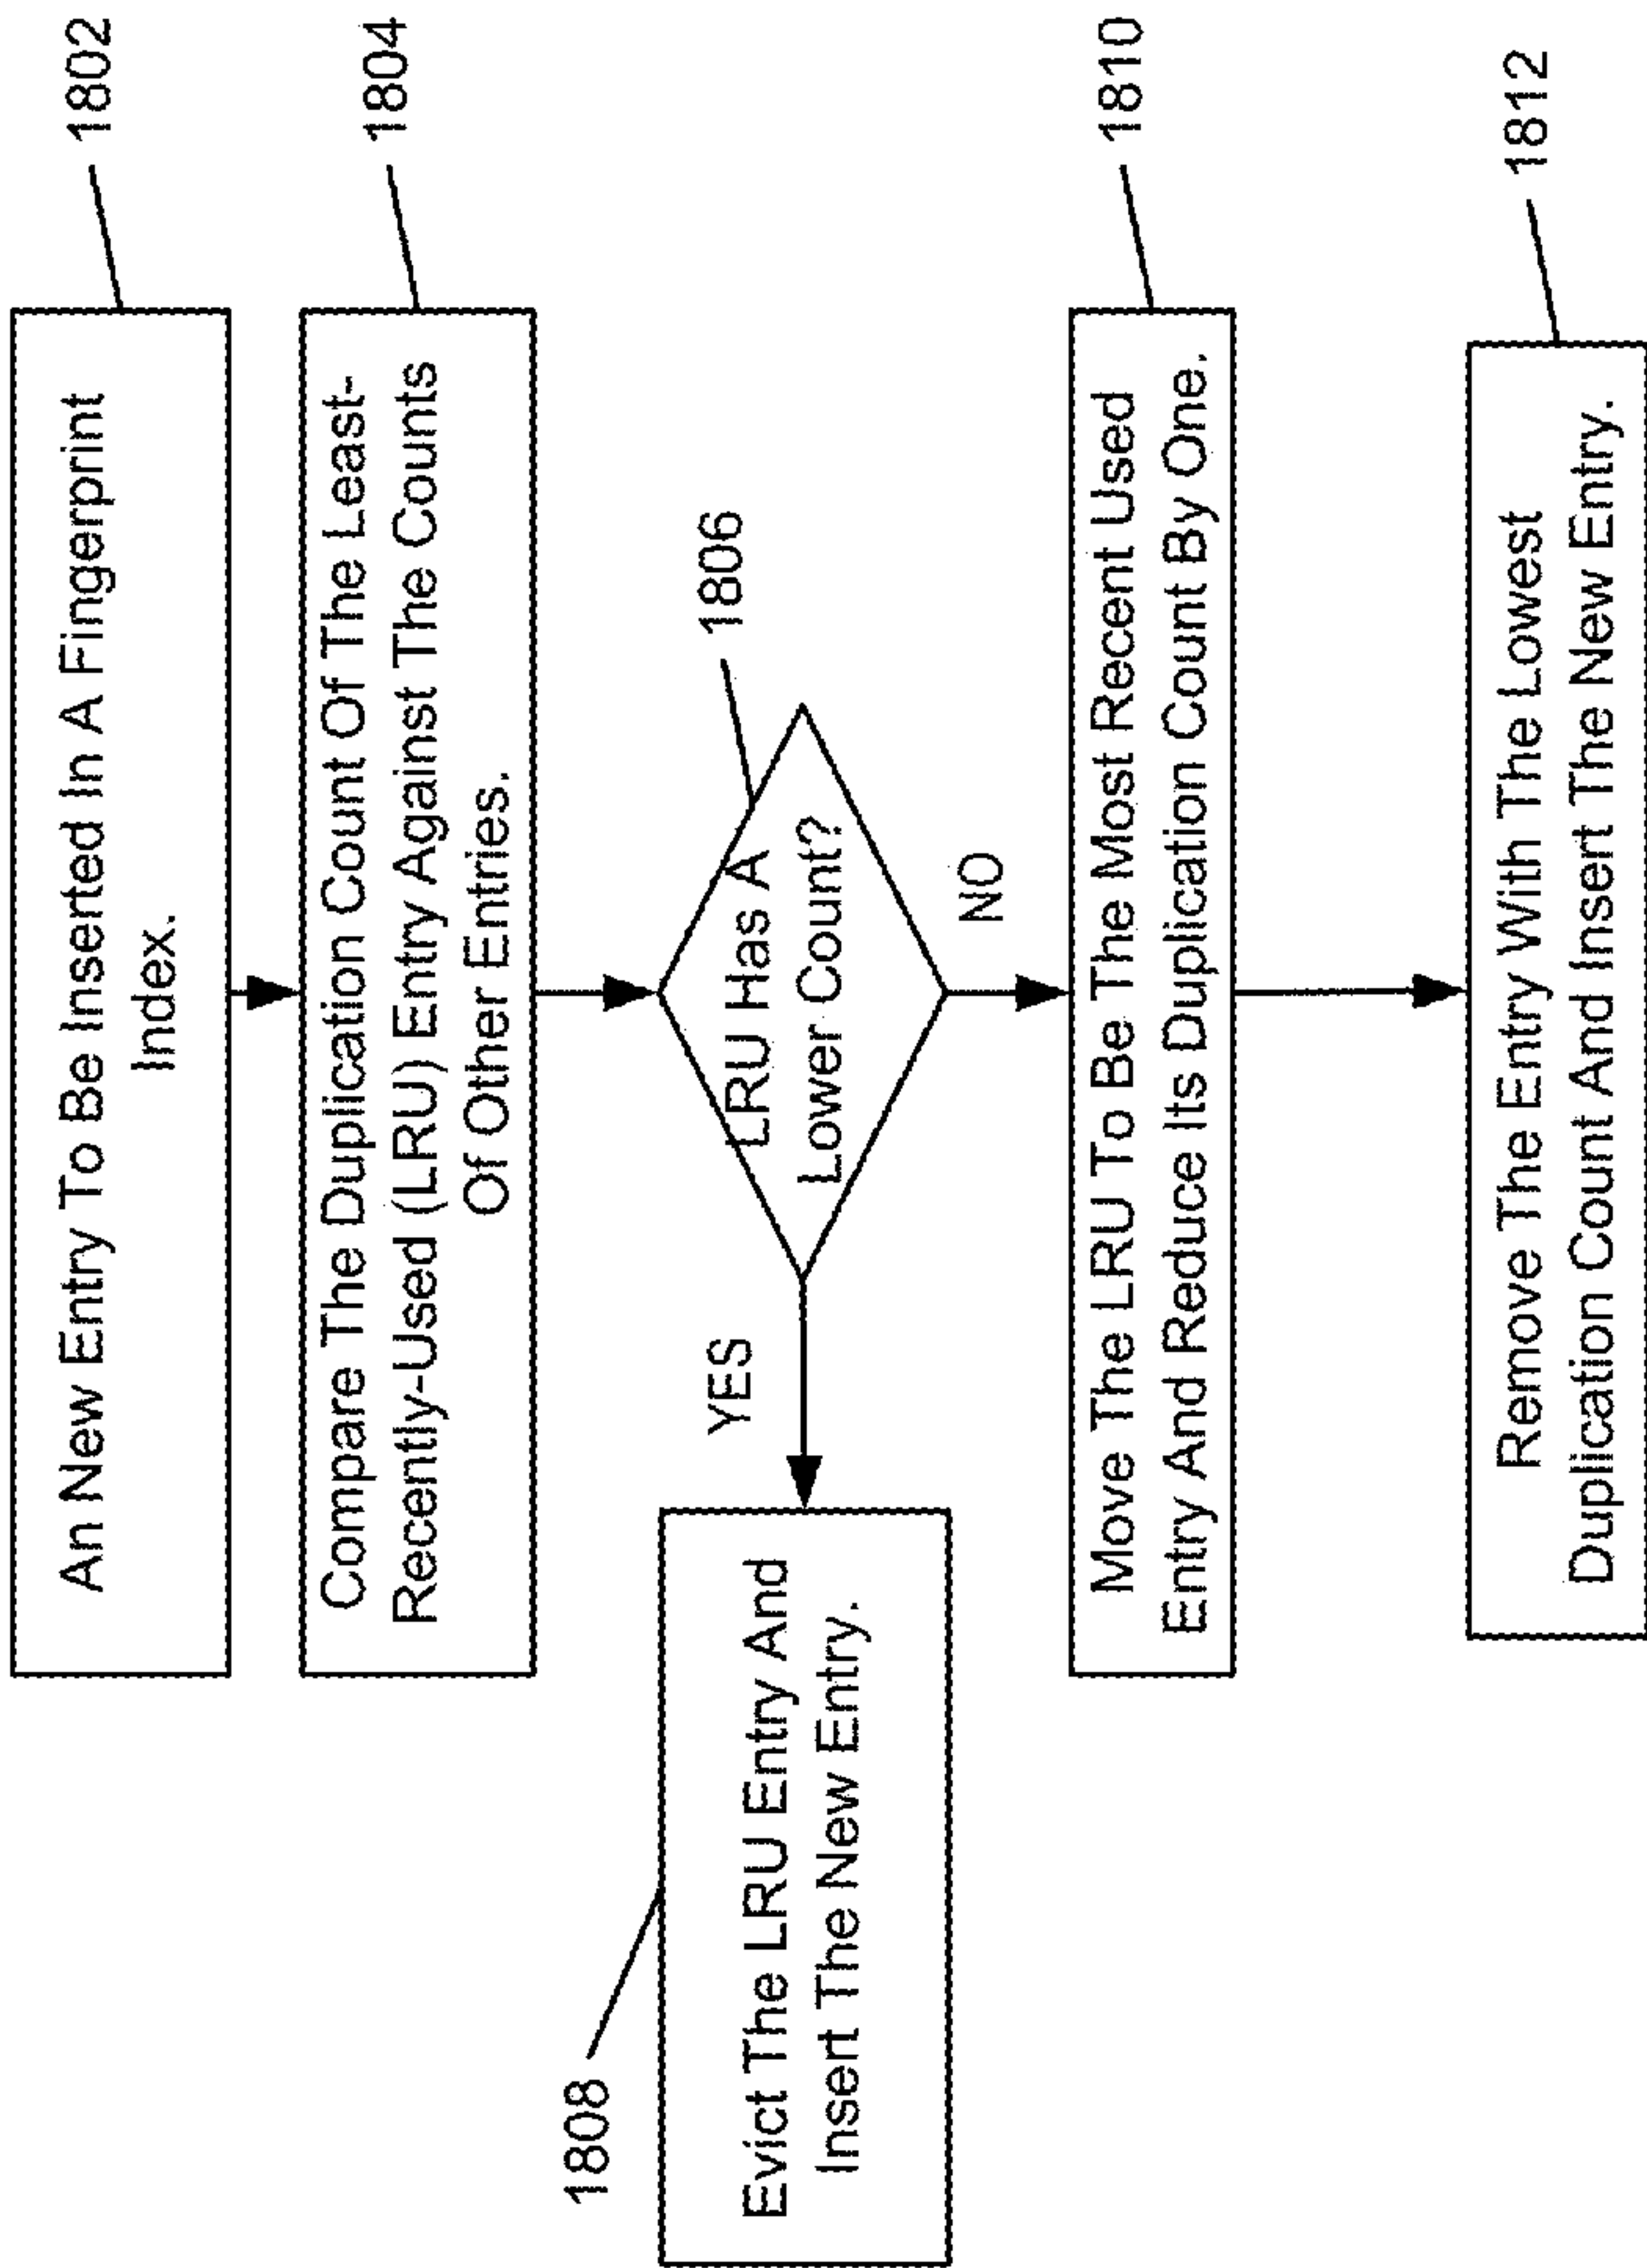 An New Entry To Be Inserted In A Fingerprint
Index.
1802
Compare The Duplication Count Of The Least-
Recently-Used (LRU) Entry Against The Counts
Of Other Entries.
1804
LRU Has A
Lower Count?
1806
YES
NO
1808
Evict The LRU Entry And
Insert The New Entry.
Move The LRU To Be The Most Recent Used
Entry And Reduce Its Duplication Count By One.
1810
Remove The Entry With The Lowest
Duplication Count And Insert The New Entry.
1812